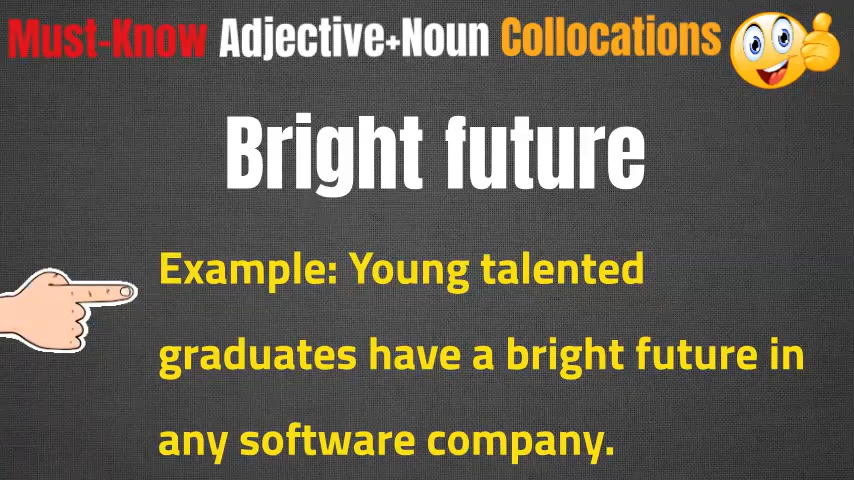 Must-Know Adjective+Noun Collocations
Bright future
Example: Young talented
graduates have a bright future in
any software company.